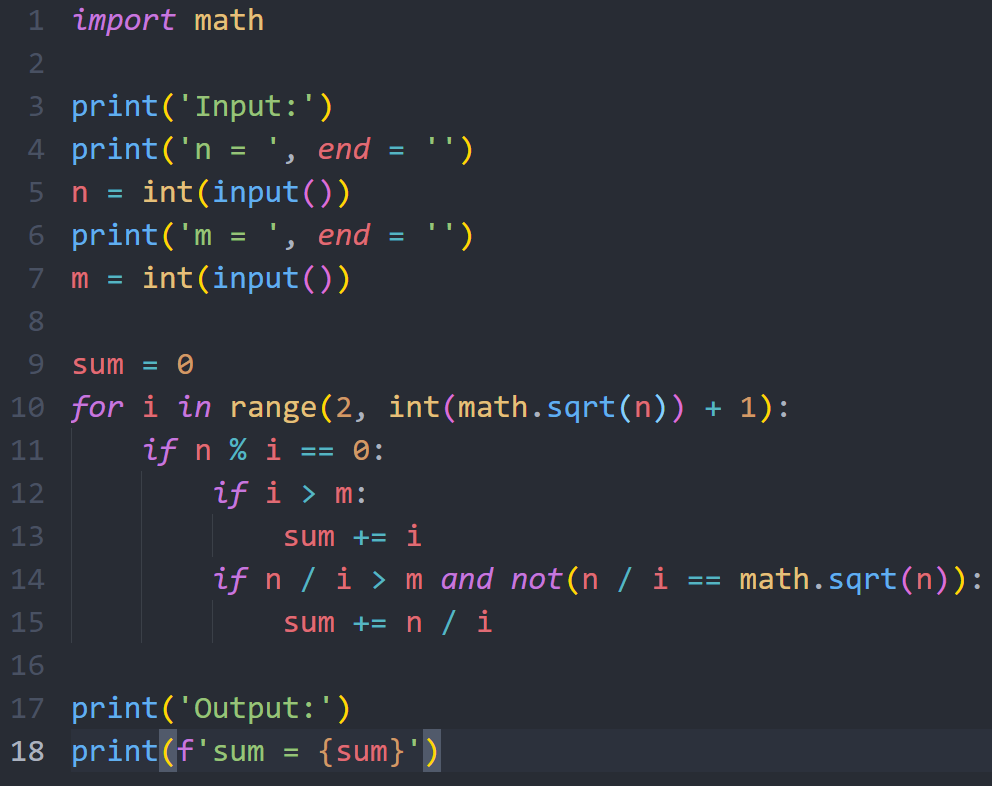 1 import math
2
3 print('Input:')
4 print('n = ', end = '')
5 n = int(input())
6 print('m = ', end = '')
7 m = int(input())
8
9 sum = 0
10 for i in range(2, int(math.sqrt(n)) + 1):
11     if n % i == 0:
12         if i > m:
13             sum += i
14         if n / i > m and not(n / i == math.sqrt(n)):
15             sum += n / i
16
17 print('Output:')
18 print(f'sum = {sum}')